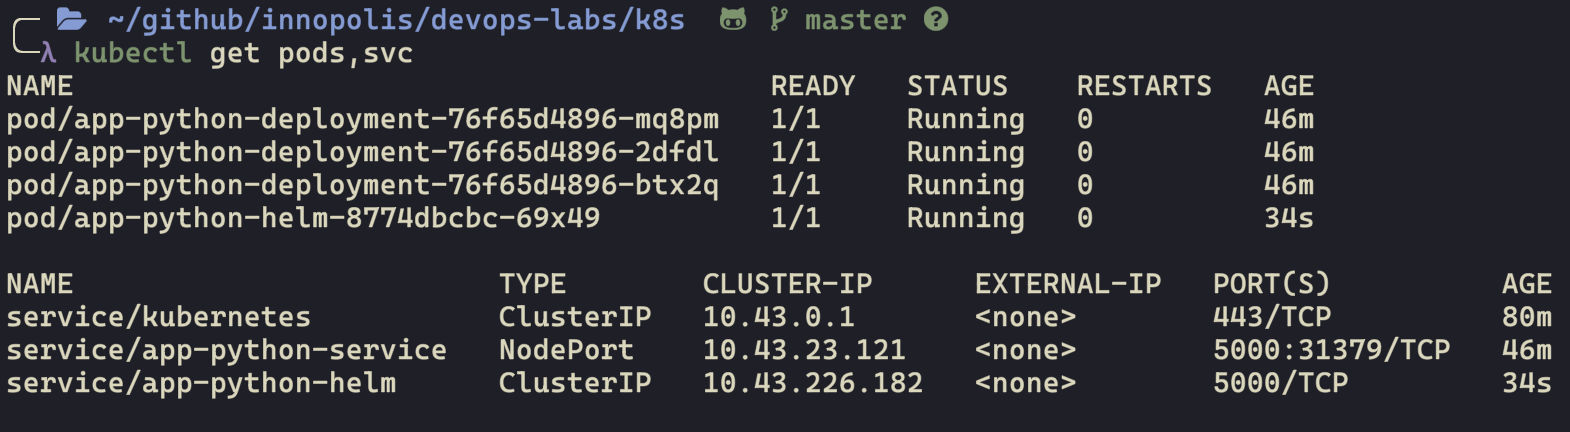 ~/github/innopolis/devops-labs/k8s master ?
λ kubectl get pods,svc
NAME READY STATUS RESTARTS AGE
pod/app-python-deployment-76f65d4896-mq8pm 1/1 Running 0 46m
pod/app-python-deployment-76f65d4896-2dfdl 1/1 Running 0 46m
pod/app-python-deployment-76f65d4896-btx2q 1/1 Running 0 46m
pod/app-python-helm-8774dbcbc-69x49 1/1 Running 0 34s
NAME TYPE CLUSTER-IP EXTERNAL-IP PORT(S) AGE
service/kubernetes ClusterIP 10.43.0.1 <none> 443/TCP 80m
service/app-python-service NodePort 10.43.23.121 <none> 5000:31379/TCP 46m
service/app-python-helm ClusterIP 10.43.226.182 <none> 5000/TCP 34s